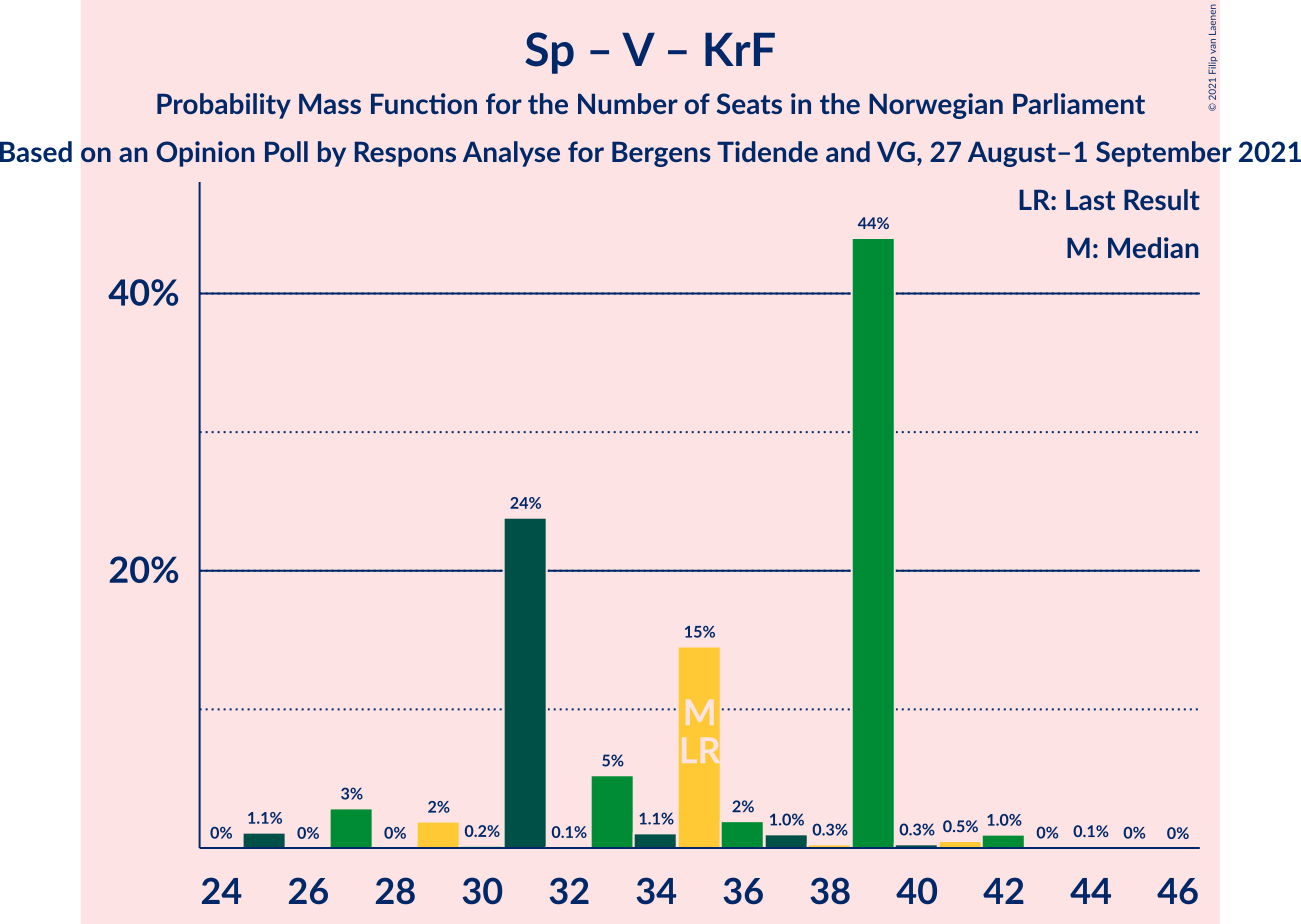 Sp – V – KrF
Probability Mass Function for the Number of Seats in the Norwegian Parliament
Based on an Opinion Poll by Respons Analyse for Bergens Tidende and VG, 27 August–1 September 2021
© 2021 Filip van Laenen
LR: Last Result
M: Median
40%
20%
0% 1.1% 0% 3% 0% 2% 0.2% 24% 0.1% 5% 1.1% 15% 2% 1.0% 0.3% 44% 0.3% 0.5% 1.0% 0% 0.1% 0% 0%
M
LR
24 26 28 30 32 34 36 38 40 42 44 46